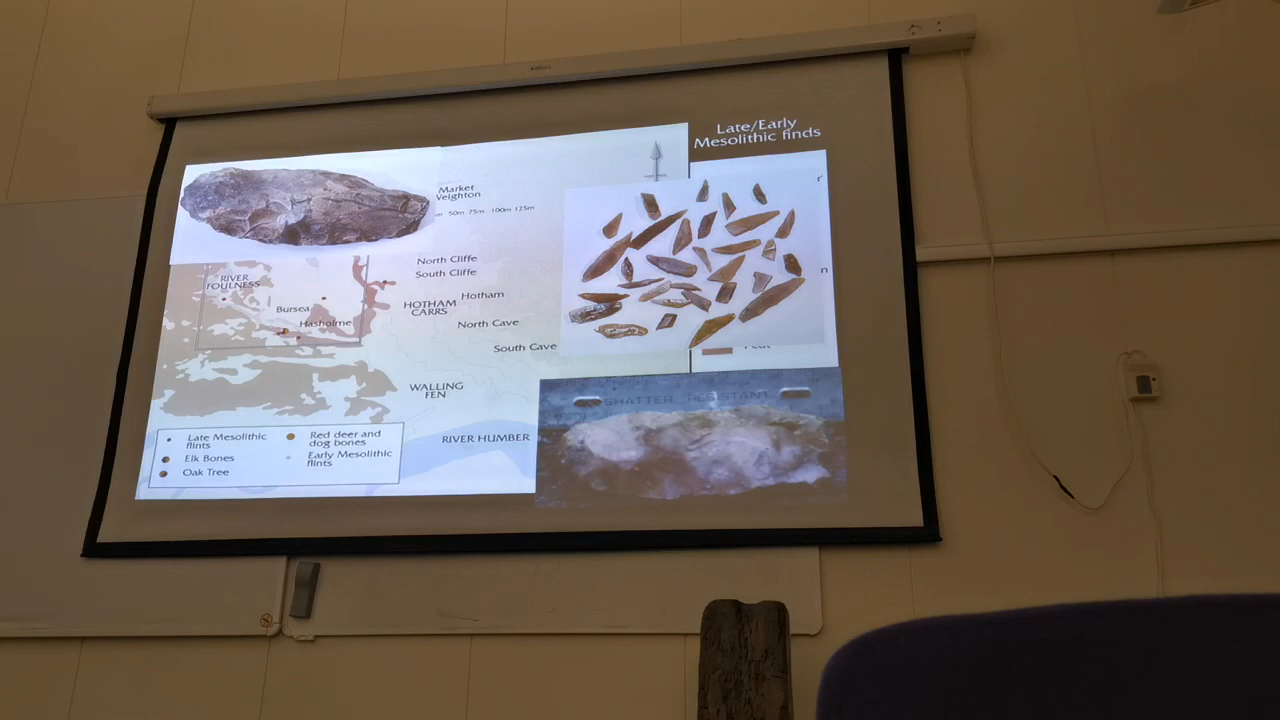 Late/Early
Mesolithic finds
Market
Weighton
50m 75m 100m 125m
North Cliffe
South Cliffe
RIVER
FOULNESS
Bursea
HOTHAM
CARRS
Hotham
Hasholme
North Cave
South Cave
WALLING
FEN
SHATTER RESISTANT
RIVER HUMBER
Late Mesolithic
flints
Elk Bones
Oak Tree
Red deer and
dog bones
Early Mesolithic
flints